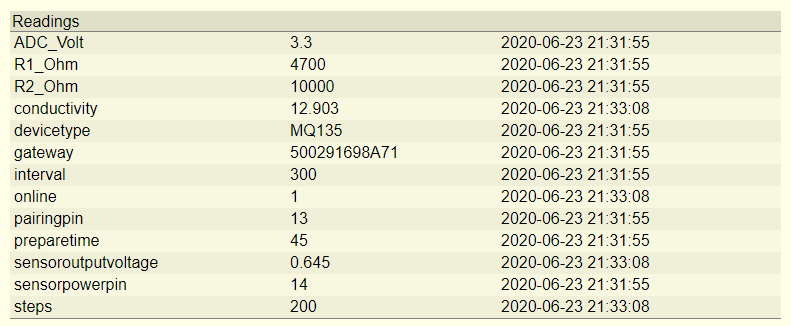 Readings
ADC_Volt 3.3 2020-06-23 21:31:55
R1_Ohm 4700 2020-06-23 21:31:55
R2_Ohm 10000 2020-06-23 21:31:55
conductivity 12.903 2020-06-23 21:33:08
devicetype MQ135 2020-06-23 21:31:55
gateway 500291698A71 2020-06-23 21:31:55
interval 300 2020-06-23 21:31:55
online 1 2020-06-23 21:33:08
pairingpin 13 2020-06-23 21:31:55
preparetime 45 2020-06-23 21:31:55
sensoroutputvoltage 0.645 2020-06-23 21:33:08
sensorpowerpin 14 2020-06-23 21:31:55
steps 200 2020-06-23 21:33:08